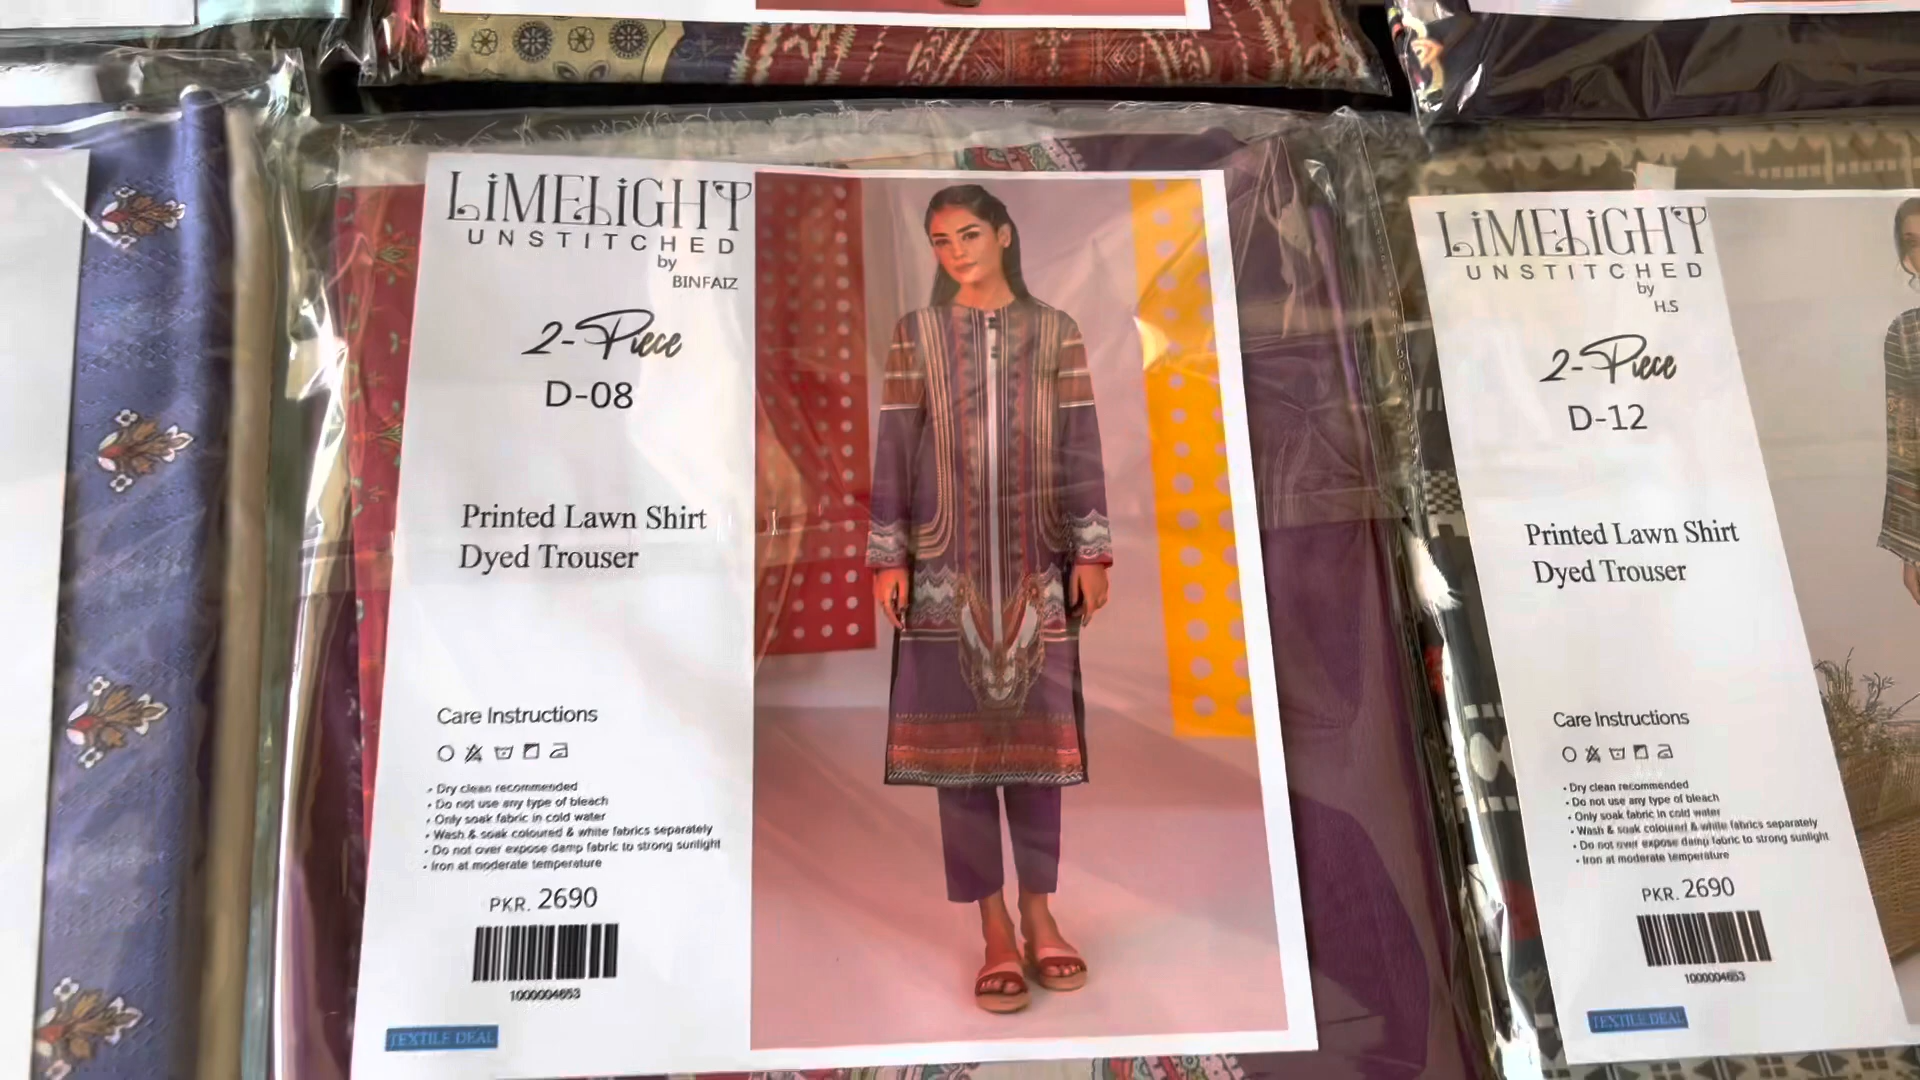 LIMELIGHT
UNSTITCHED
by
BINFAIZ
2-Piece
D-08
Printed Lawn Shirt
Dyed Trouser
Care Instructions
• Dry clean recommended
• Do not use any type of bleach
• Only soak fabric in cold water
• Wash & soak coloured & white fabrics separately
• Do not over expose damp fabric to strong sunlight
• Iron at moderate temperature
PKR. 2690
1000004653
TEXTILE DEAL
LIMELIGHT
UNSTITCHED
by
H.S
2-Piece
D-12
Printed Lawn Shirt
Dyed Trouser
Care Instructions
• Dry clean recommended
• Do not use any type of bleach
• Only soak fabric in cold water
• Wash & soak coloured & white fabrics separately
• Do not over expose damp fabric to strong sunlight
• Iron at moderate temperature
PKR. 2690
1000004653
TEXTILE DEAL